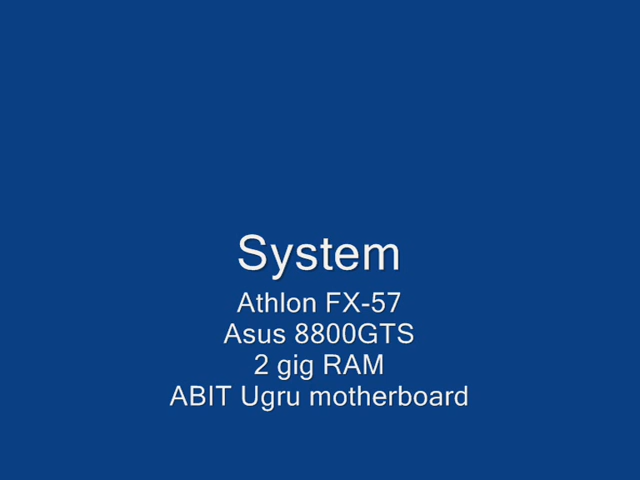 System
Athlon FX-57
Asus 8800GTS
2 gig RAM
ABIT Ugru motherboard